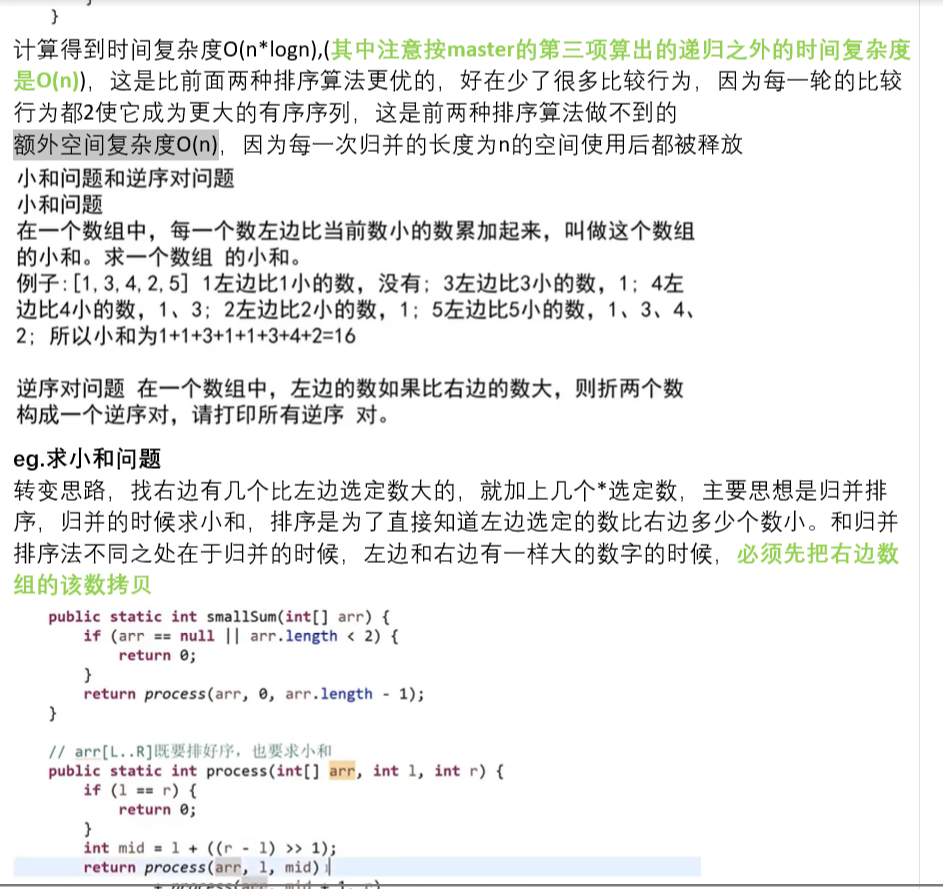 }
计算得到时间复杂度O(n*logn),(其中注意按master的第三项算出的递归之外的时间复杂度
是O(n)），这是比前面两种排序算法更优的，好在少了很多比较行为，因为每一轮的比较
行为都2使它成为更大的有序序列，这是前两种排序算法做不到的
额外空间复杂度O(n)，因为每一次归并的长度为n的空间使用后都被释放
小和问题和逆序对问题
小和问题
在一个数组中，每一个数左边比当前数小的数累加起来，叫做这个数组
的小和。求一个数组 的小和。
例子:[1,3,4,2,5] 1左边比1小的数，没有；3左边比3小的数，1；4左
边比4小的数，1、3；2左边比2小的数，1；5左边比5小的数，1、3、4、
2；所以小和为1+1+3+1+1+3+4+2=16
逆序对问题 在一个数组中，左边的数如果比右边的数大，则折两个数
构成一个逆序对，请打印所有逆序 对。
eg.求小和问题
转变思路，找右边有几个比左边选定数大的，就加上几个*选定数，主要思想是归并排
序，归并的时候求小和，排序是为了直接知道左边选定的数比右边多少个数小。和归并
排序法不同之处在于归并的时候，左边和右边有一样大的数字的时候，必须先把右边数
组的该数拷贝
public static int smallSum(int[] arr) {
if (arr == null || arr.length < 2) {
return 0;
}
return process(arr, 0, arr.length - 1);
}
// arr[L..R]既要排好序，也要求小和
public static int process(int[] arr, int l, int r) {
if (l == r) {
return 0;
}
int mid = l + ((r - l) >> 1);
return process(arr, l, mid)
+ process(arr, mid + 1, r)